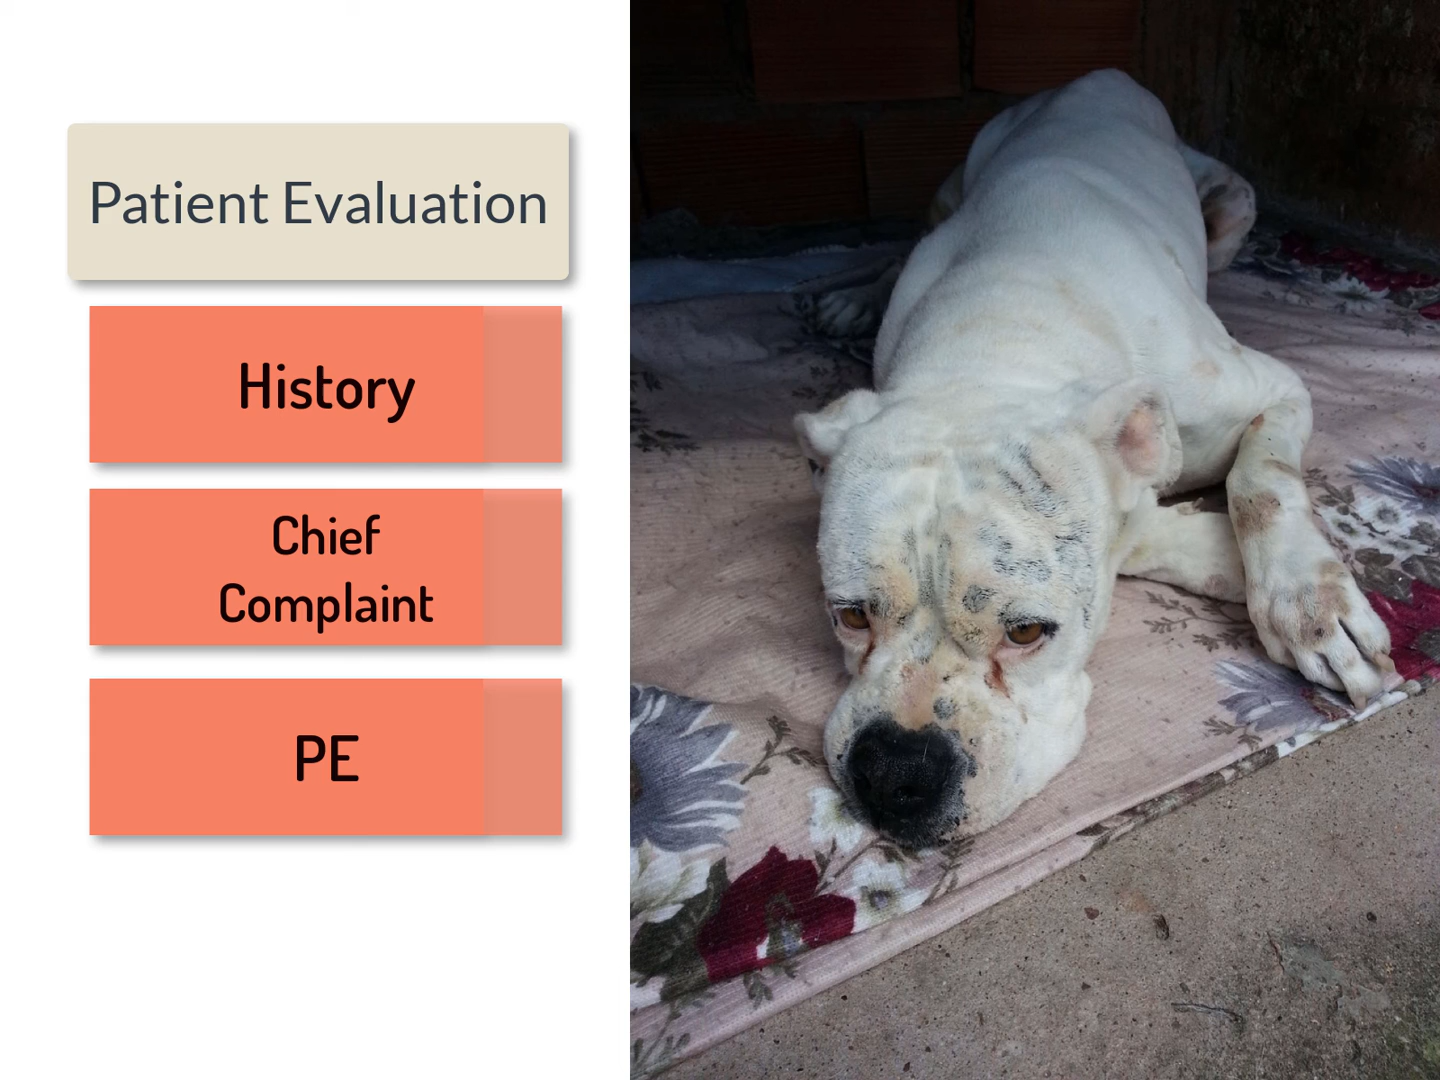 Patient Evaluation
History
Chief
Complaint
PE